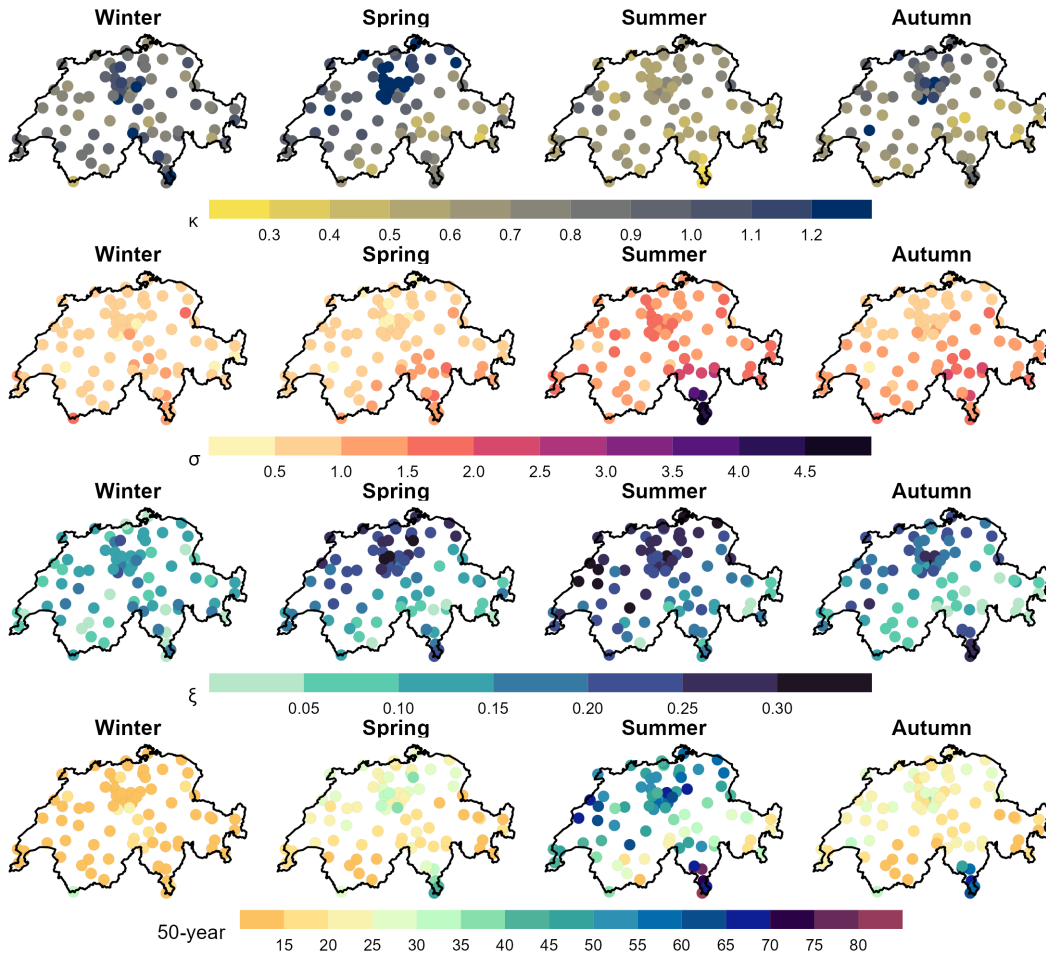 Winter Spring Summer Autumn
κ 0.3 0.4 0.5 0.6 0.7 0.8 0.9 1.0 1.1 1.2
Winter Spring Summer Autumn
σ 0.5 1.0 1.5 2.0 2.5 3.0 3.5 4.0 4.5
Winter Spring Summer Autumn
ξ 0.05 0.10 0.15 0.20 0.25 0.30
Winter Spring Summer Autumn
50-year 15 20 25 30 35 40 45 50 55 60 65 70 75 80